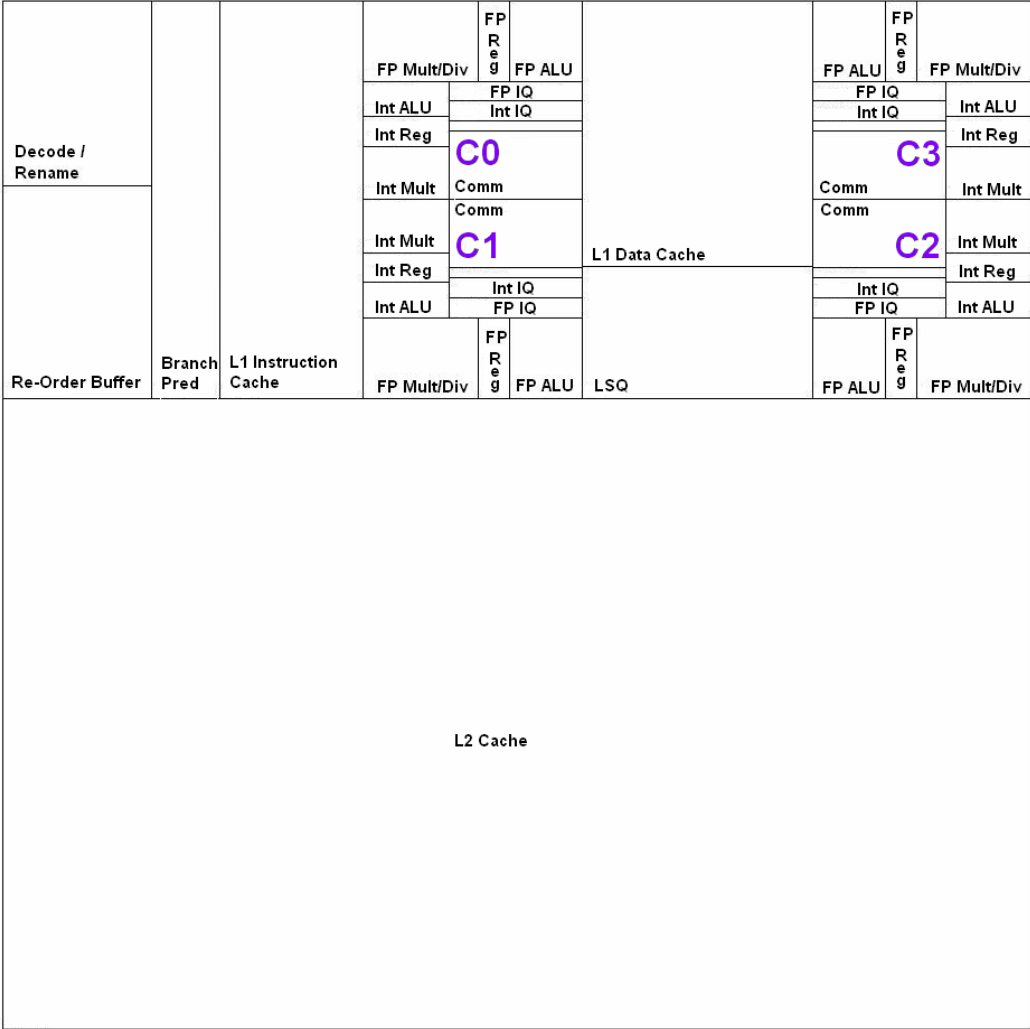 Decode /
Rename
Re-Order Buffer
Branch
Pred
L1 Instruction
Cache
FP Mult/Div
FP
R
e
g
FP ALU
FP IQ
Int IQ
Int ALU
Int Reg
C0
Int Mult
Comm
Comm
Int Mult
C1
Int Reg
Int IQ
Int ALU
FP IQ
FP Mult/Div
FP
R
e
g
FP ALU
L1 Data Cache
LSQ
FP ALU
FP
R
e
g
FP Mult/Div
FP IQ
Int IQ
Int ALU
Int Reg
C3
Comm
Int Mult
Comm
C2
Int Mult
Int Reg
Int IQ
FP IQ
Int ALU
FP ALU
FP
R
e
g
FP Mult/Div
L2 Cache